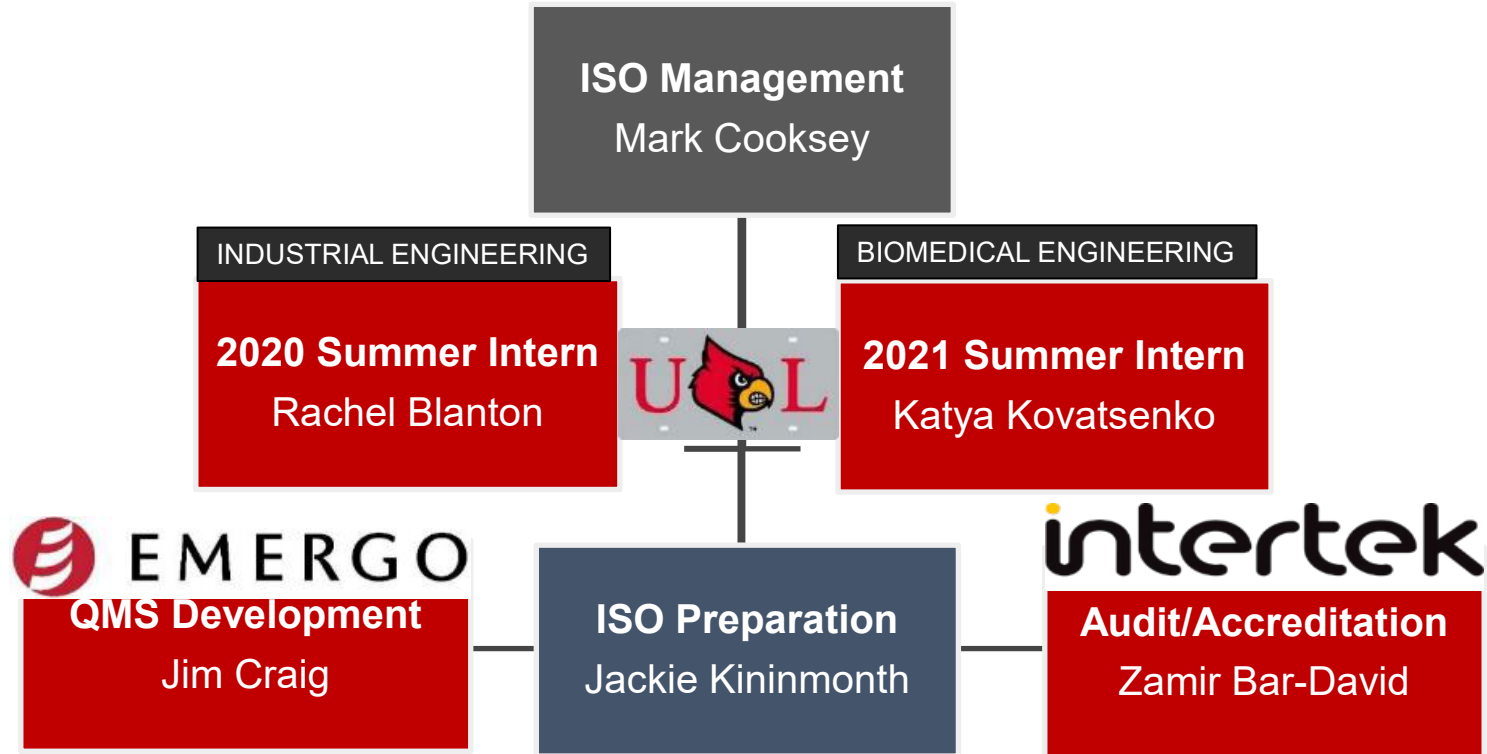 ISO Management
Mark Cooksey
INDUSTRIAL ENGINEERING
2020 Summer Intern
Rachel Blanton
U L
BIOMEDICAL ENGINEERING
2021 Summer Intern
Katya Kovatsenko
EMERGO
QMS Development
Jim Craig
ISO Preparation
Jackie Kininmonth
intertek
Audit/Accreditation
Zamir Bar-David